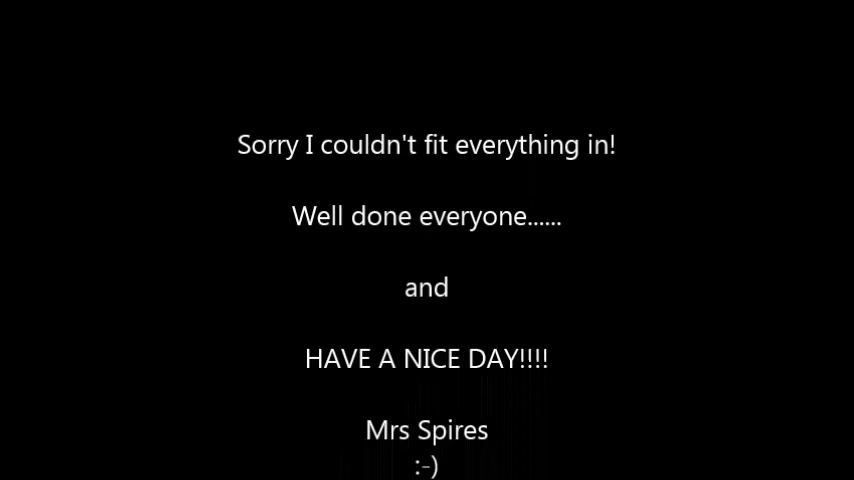 Sorry I couldn't fit everything in!
Well done everyone......
and
HAVE A NICE DAY!!!!
Mrs Spires
:-)